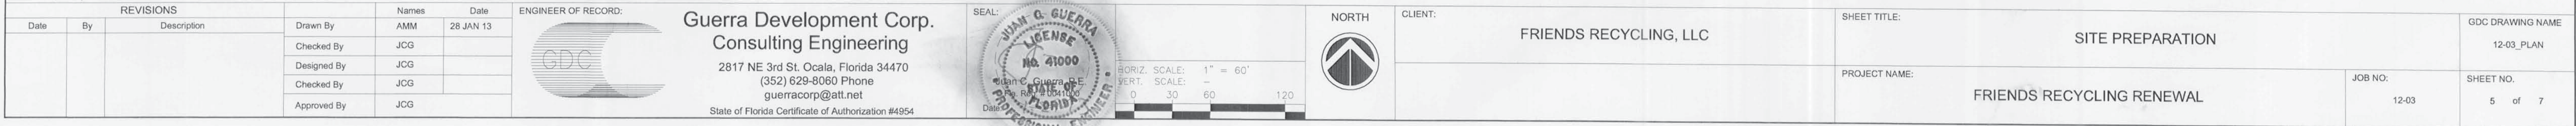 REVISIONS
Date By Description
Names Date
Drawn By AMM 28 JAN 13
Checked By JCG
Designed By JCG
Checked By JCG
Approved By JCG
ENGINEER OF RECORD:
GDC
Guerra Development Corp.
Consulting Engineering
2817 NE 3rd St. Ocala, Florida 34470
(352) 629-8060 Phone
guerracorp@att.net
State of Florida Certificate of Authorization #4954
SEAL:
JUAN C. GUERRA
LICENSE
NO. 41000
STATE OF
FLORIDA
PROFESSIONAL ENGINEER
Juan C. Guerra, P.E.
Date
HORIZ. SCALE: 1" = 60'
VERT. SCALE: –
0 30 60 120
NORTH
CLIENT:
FRIENDS RECYCLING, LLC
SHEET TITLE:
SITE PREPARATION
GDC DRAWING NAME
12-03_PLAN
PROJECT NAME:
FRIENDS RECYCLING RENEWAL
JOB NO:
12-03
SHEET NO.
5 of 7